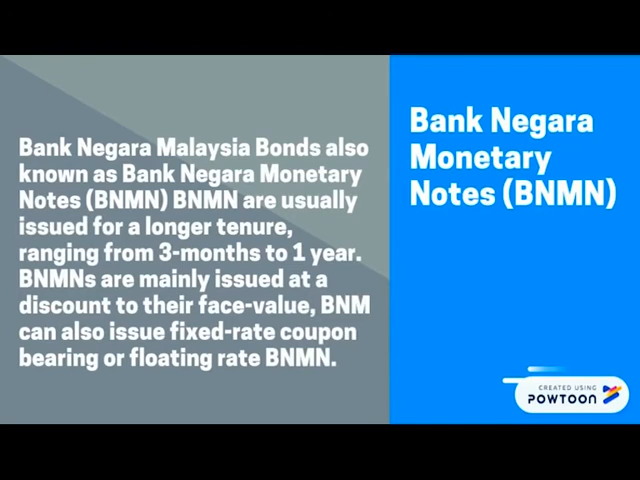 Bank Negara Malaysia Bonds also
known as Bank Negara Monetary
Notes (BNMN) BNMN are usually
issued for a longer tenure,
ranging from 3-months to 1 year.
BNMNs are mainly issued at a
discount to their face-value, BNM
can also issue fixed-rate coupon
bearing or floating rate BNMN.
Bank Negara
Monetary
Notes (BNMN)
CREATED USING
POWTOON